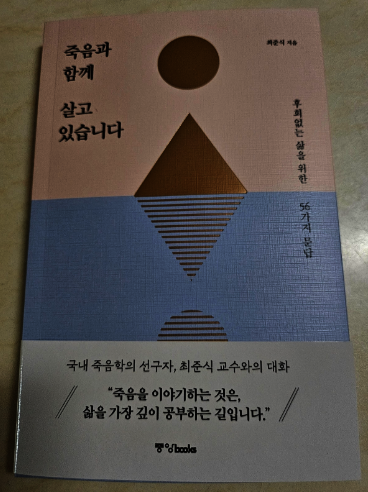 죽음과
함께
살고
있습니다
최준식 지음
후회없는 삶을 위한 56가지 문답
국내 죽음학의 선구자, 최준식 교수와의 대화
“죽음을 이야기하는 것은,
삶을 가장 깊이 공부하는 길입니다.”
중앙books